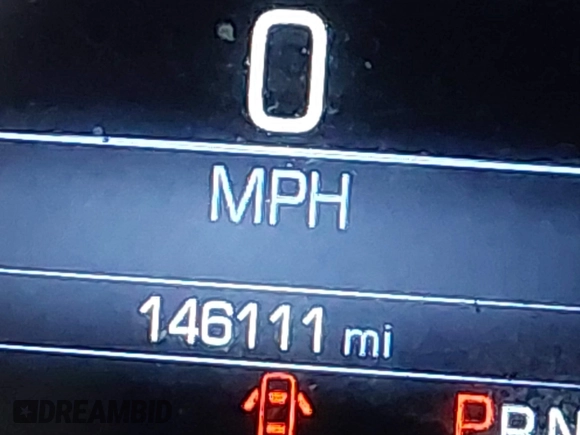 0
MPH
146111 mi
PRN
DREAMBID